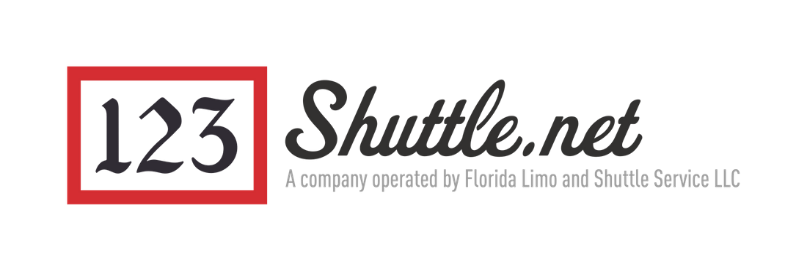 123
Shuttle.net
A company operated by Florida Limo and Shuttle Service LLC